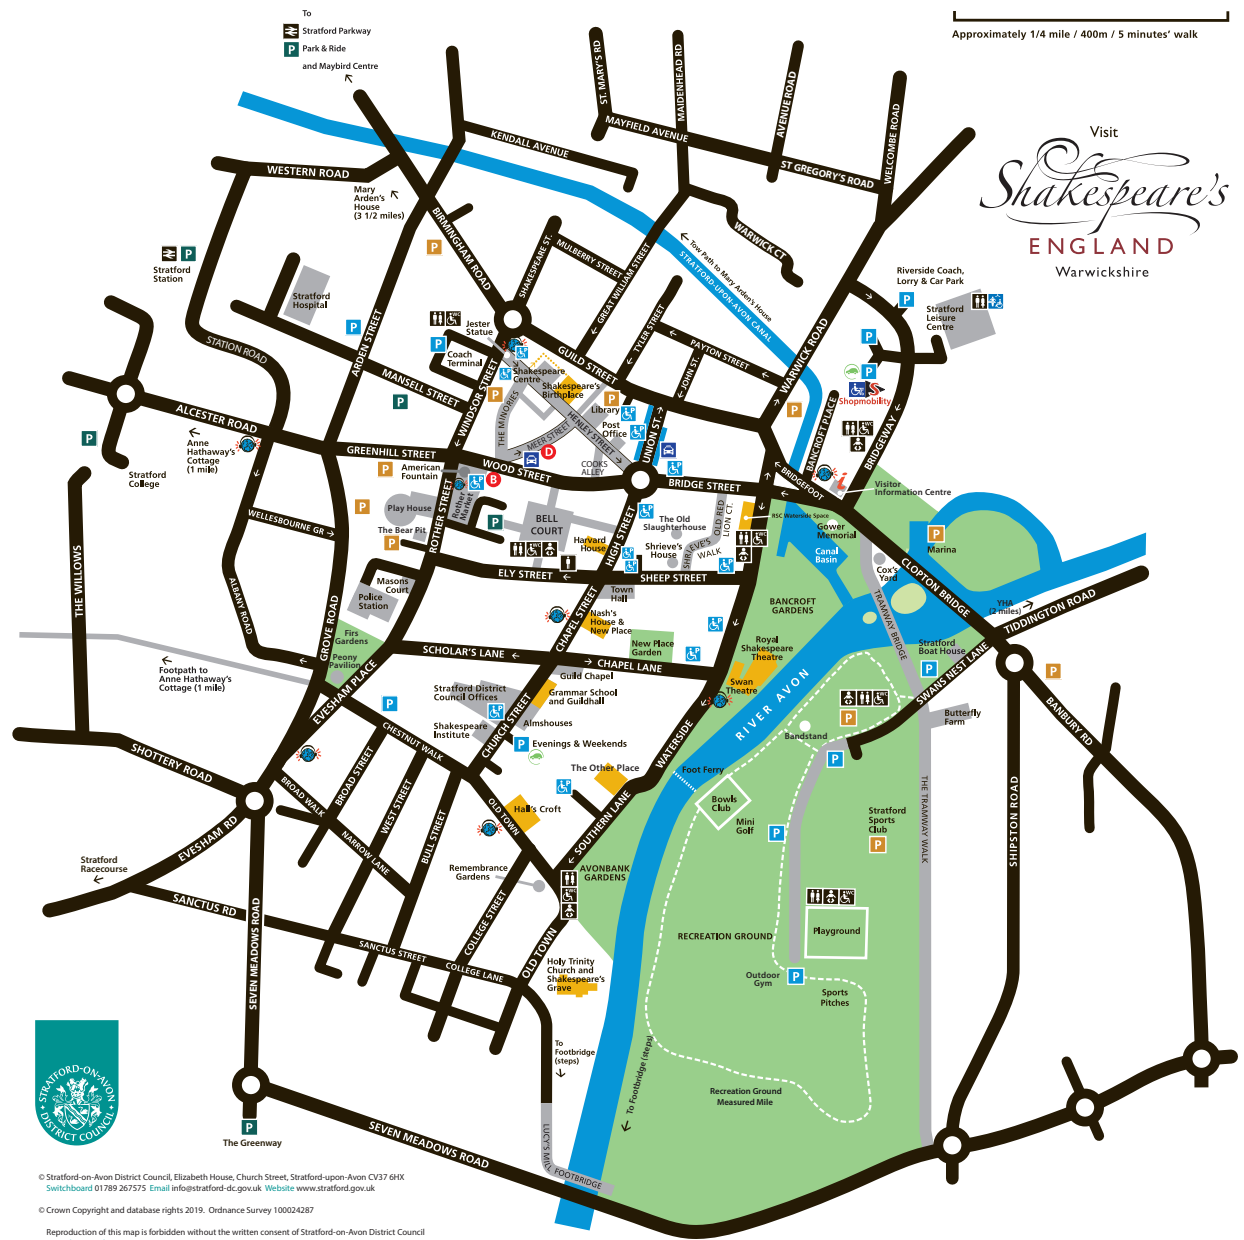 To
Stratford Parkway
P
Park & Ride
and Maybird Centre
Approximately 1/4 mile / 400m / 5 minutes' walk
Visit
Shakespeare's
ENGLAND
Warwickshire
ST. MARY'S RD
MAIDENHEAD RD
AVENUE ROAD
WELCOMBE ROAD
MAYFIELD AVENUE
ST GREGORY'S ROAD
KENDALL AVENUE
WESTERN ROAD
Mary
Arden's
House
(3 1/2 miles)
BIRMINGHAM ROAD
SHAKESPEARE ST.
MULBERRY STREET
GREAT WILLIAM STREET
WARWICK CT
Tow Path to Mary Arden's House
STRATFORD-UPON-AVON CANAL
Stratford
Station
Stratford
Hospital
STATION ROAD
ARDEN STREET
MANSELL STREET
Jester
Statue
Coach
Terminal
WINDSOR STREET
THE MINORIES
Shakespeare
Centre
Shakespeare's
Birthplace
GUILD STREET
TYLER STREET
PAYTON STREET
JOHN ST.
WARWICK ROAD
Riverside Coach,
Lorry & Car Park
Stratford
Leisure
Centre
Shopmobility
BANCROFT PLACE
BRIDGEWAY
ALCESTER ROAD
Anne
Hathaway's
Cottage
(1 mile)
Stratford
College
GREENHILL STREET
American
Fountain
WOOD STREET
MEER STREET
HENLEY STREET
Library
Post
Office
UNION ST.
COOKS
ALLEY
D
B
BRIDGE STREET
BRIDGEFOOT
Visitor
Information Centre
RSC Waterside Space
Gower
Memorial
Canal
Basin
Cox's
Yard
Marina
CLOPTON BRIDGE
TRAMWAY BRIDGE
YHA
(2 miles)
TIDDINGTON ROAD
WELLESBOURNE GR
Play House
The Bear Pit
ROTHER STREET
Rother
Market
BELL
COURT
Harvard
House
HIGH STREET
The Old
Slaughterhouse
Shrieve's
House
SHRIEVE'S
WALK
OLD RED
LION CT.
ELY STREET
SHEEP STREET
Town
Hall
BANCROFT
GARDENS
THE WILLOWS
ALBANY ROAD
GROVE ROAD
Masons
Court
Police
Station
Firs
Gardens
Peony
Pavilion
EVESHAM PLACE
SCHOLAR'S LANE
CHAPEL STREET
Nash's
House &
New Place
New Place
Garden
CHAPEL LANE
Guild Chapel
Royal
Shakespeare
Theatre
Swan
Theatre
RIVER AVON
Stratford
Boat House
SWANS NEST LANE
Butterfly
Farm
BANBURY RD
Footpath to
Anne Hathaway's
Cottage (1 mile)
Stratford District
Council Offices
Grammar School
and Guildhall
Almshouses
Shakespeare
Institute
CHURCH STREET
Evenings & Weekends
The Other Place
WATERSIDE
Foot Ferry
Bandstand
Bowls
Club
Mini
Golf
Stratford
Sports
Club
THE TRAMWAY WALK
SHIPSTON ROAD
SHOTTERY ROAD
CHESTNUT WALK
BROAD STREET
BROAD WALK
WEST STREET
NARROW LANE
BULL STREET
OLD TOWN
Hall's Croft
SOUTHERN LANE
AVONBANK
GARDENS
Remembrance
Gardens
EVESHAM RD
Stratford
Racecourse
SANCTUS RD
SANCTUS STREET
COLLEGE LANE
COLLEGE STREET
OLD TOWN
SEVEN MEADOWS ROAD
Holy Trinity
Church and
Shakespeare's
Grave
RECREATION GROUND
Playground
Outdoor
Gym
Sports
Pitches
To
Footbridge
(steps)
To Footbridge (steps)
Recreation Ground
Measured Mile
LUCY'S MILL FOOTBRIDGE
The Greenway
SEVEN MEADOWS ROAD
STRATFORD-ON-AVON
DISTRICT COUNCIL
© Stratford-on-Avon District Council, Elizabeth House, Church Street, Stratford-upon-Avon CV37 6HX
Switchboard 01789 267575 Email info@stratford-dc.gov.uk Website www.stratford.gov.uk
© Crown Copyright and database rights 2019. Ordnance Survey 100024287
Reproduction of this map is forbidden without the written consent of Stratford-on-Avon District Council